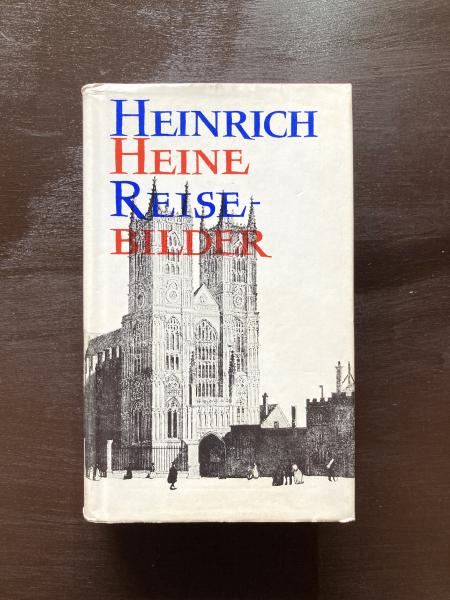 HEINRICH
HEINE
REISE-
BILDER